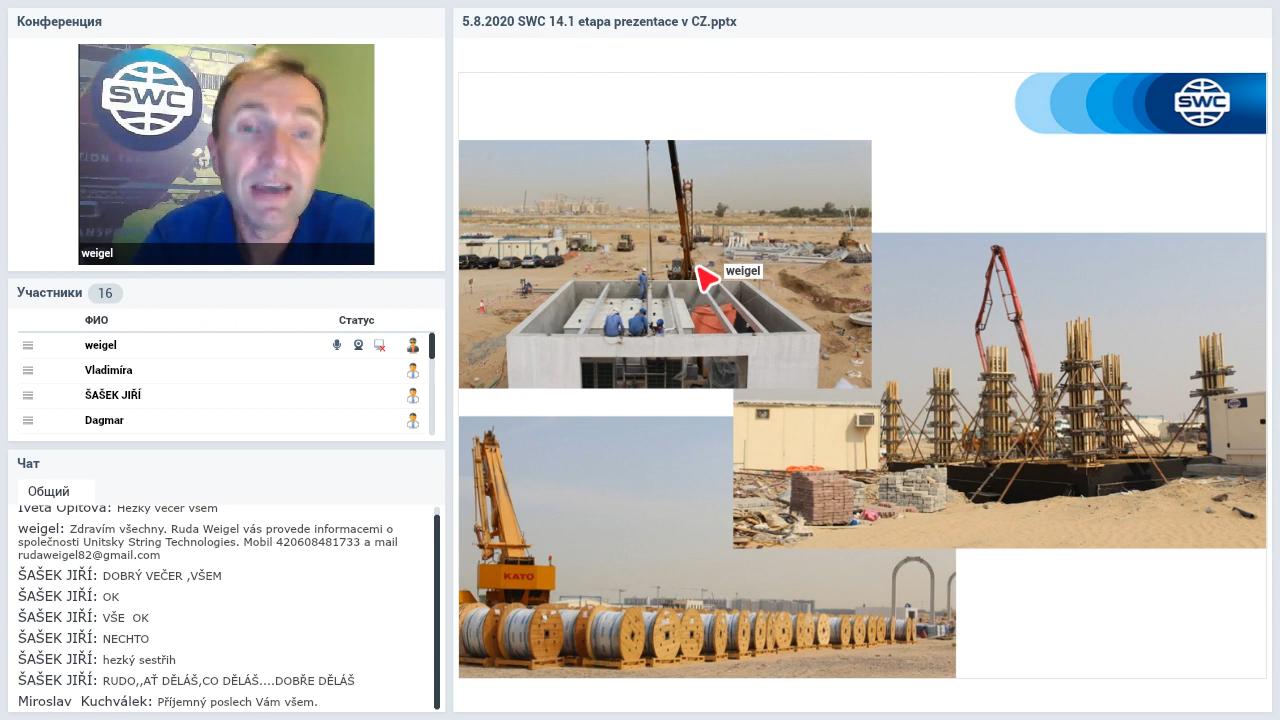 Конференция
SWC
weigel
Участники 16
ФИО Статус
weigel
Vladimíra
ŠAŠEK JIŘÍ
Dagmar
Чат
Общий
Iveta Opitova: Hezký večer všem
weigel: Zdravím všechny. Ruda Weigel vás provede informacemi o
společnosti Unitsky String Technologies. Mobil 420608481733 a mail
rudaweigel82@gmail.com
ŠAŠEK JIŘÍ: DOBRÝ VEČER ,VŠEM
ŠAŠEK JIŘÍ: OK
ŠAŠEK JIŘÍ: VŠE OK
ŠAŠEK JIŘÍ: NECHTO
ŠAŠEK JIŘÍ: hezký sestřih
ŠAŠEK JIŘÍ: RUDO,,AŤ DĚLÁŠ,CO DĚLÁŠ....DOBŘE DĚLÁŠ
Miroslav Kuchválek: Příjemný poslech Vám všem.
5.8.2020 SWC 14.1 etapa prezentace v CZ.pptx
SWC
weigel
KATO